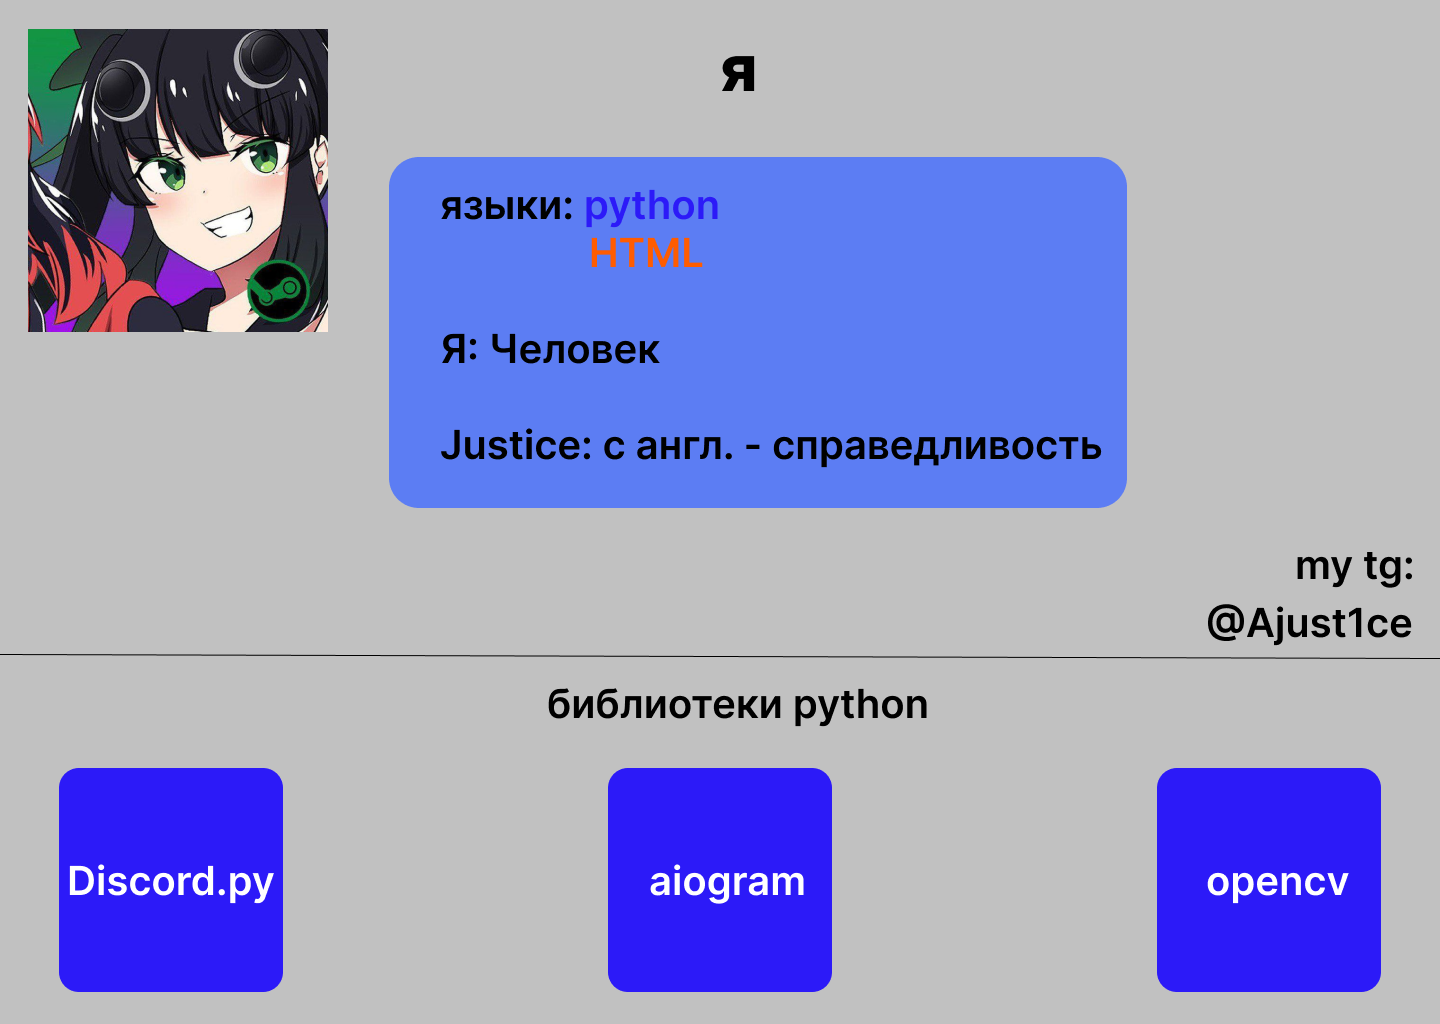 я
языки: python
HTML
Я: Человек
Justice: с англ. - справедливость
my tg:
@Ajust1ce
библиотеки python
Discord.py
aiogram
opencv